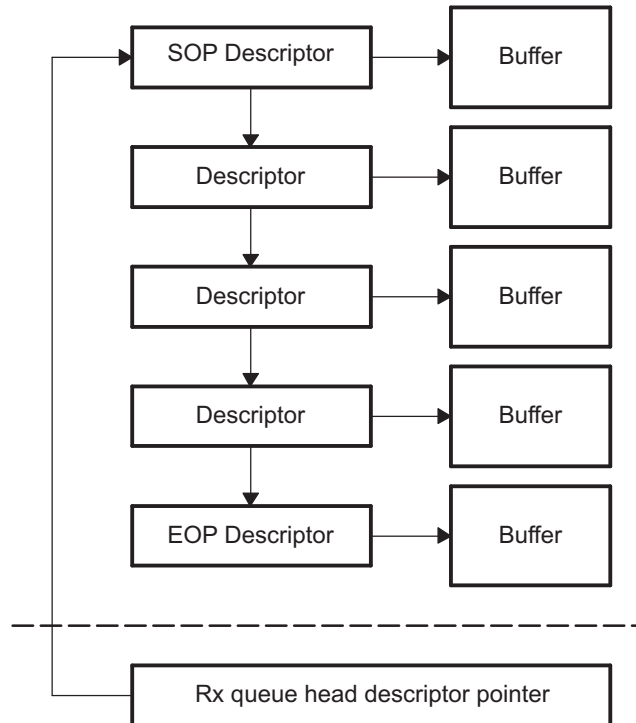 SOP Descriptor
Buffer
Descriptor
Buffer
Descriptor
Buffer
Descriptor
Buffer
EOP Descriptor
Buffer
Rx queue head descriptor pointer